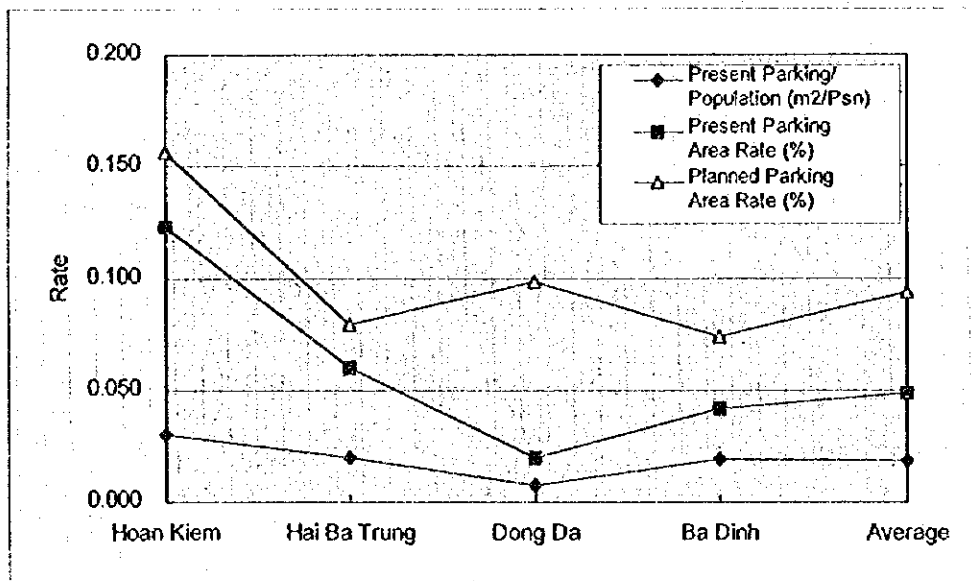 0.200
0.150
0.100
0.050
0.000
Rate
Present Parking/
Population (m2/Psn)
Present Parking
Area Rate (%)
Planned Parking
Area Rate (%)
Hoan Kiem
Hai Ba Trung
Dong Da
Ba Dinh
Average